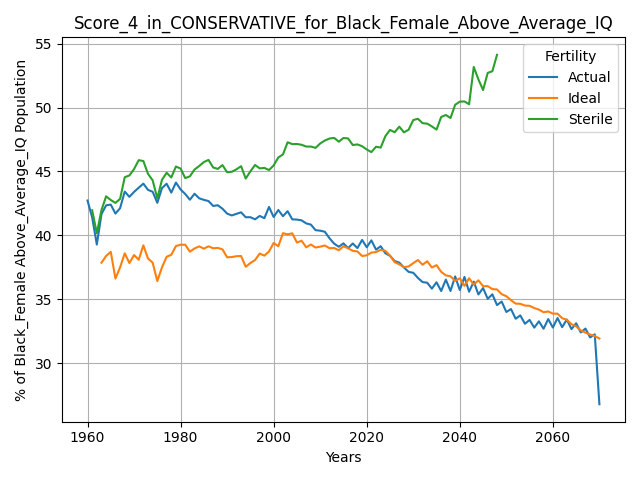 Score_4_in_CONSERVATIVE_for_Black_Female_Above_Average_IQ
% of Black_Female Above_Average_IQ Population
55
50
45
40
35
30
Fertility
Actual
Ideal
Sterile
1960
1980
2000
2020
2040
2060
Years